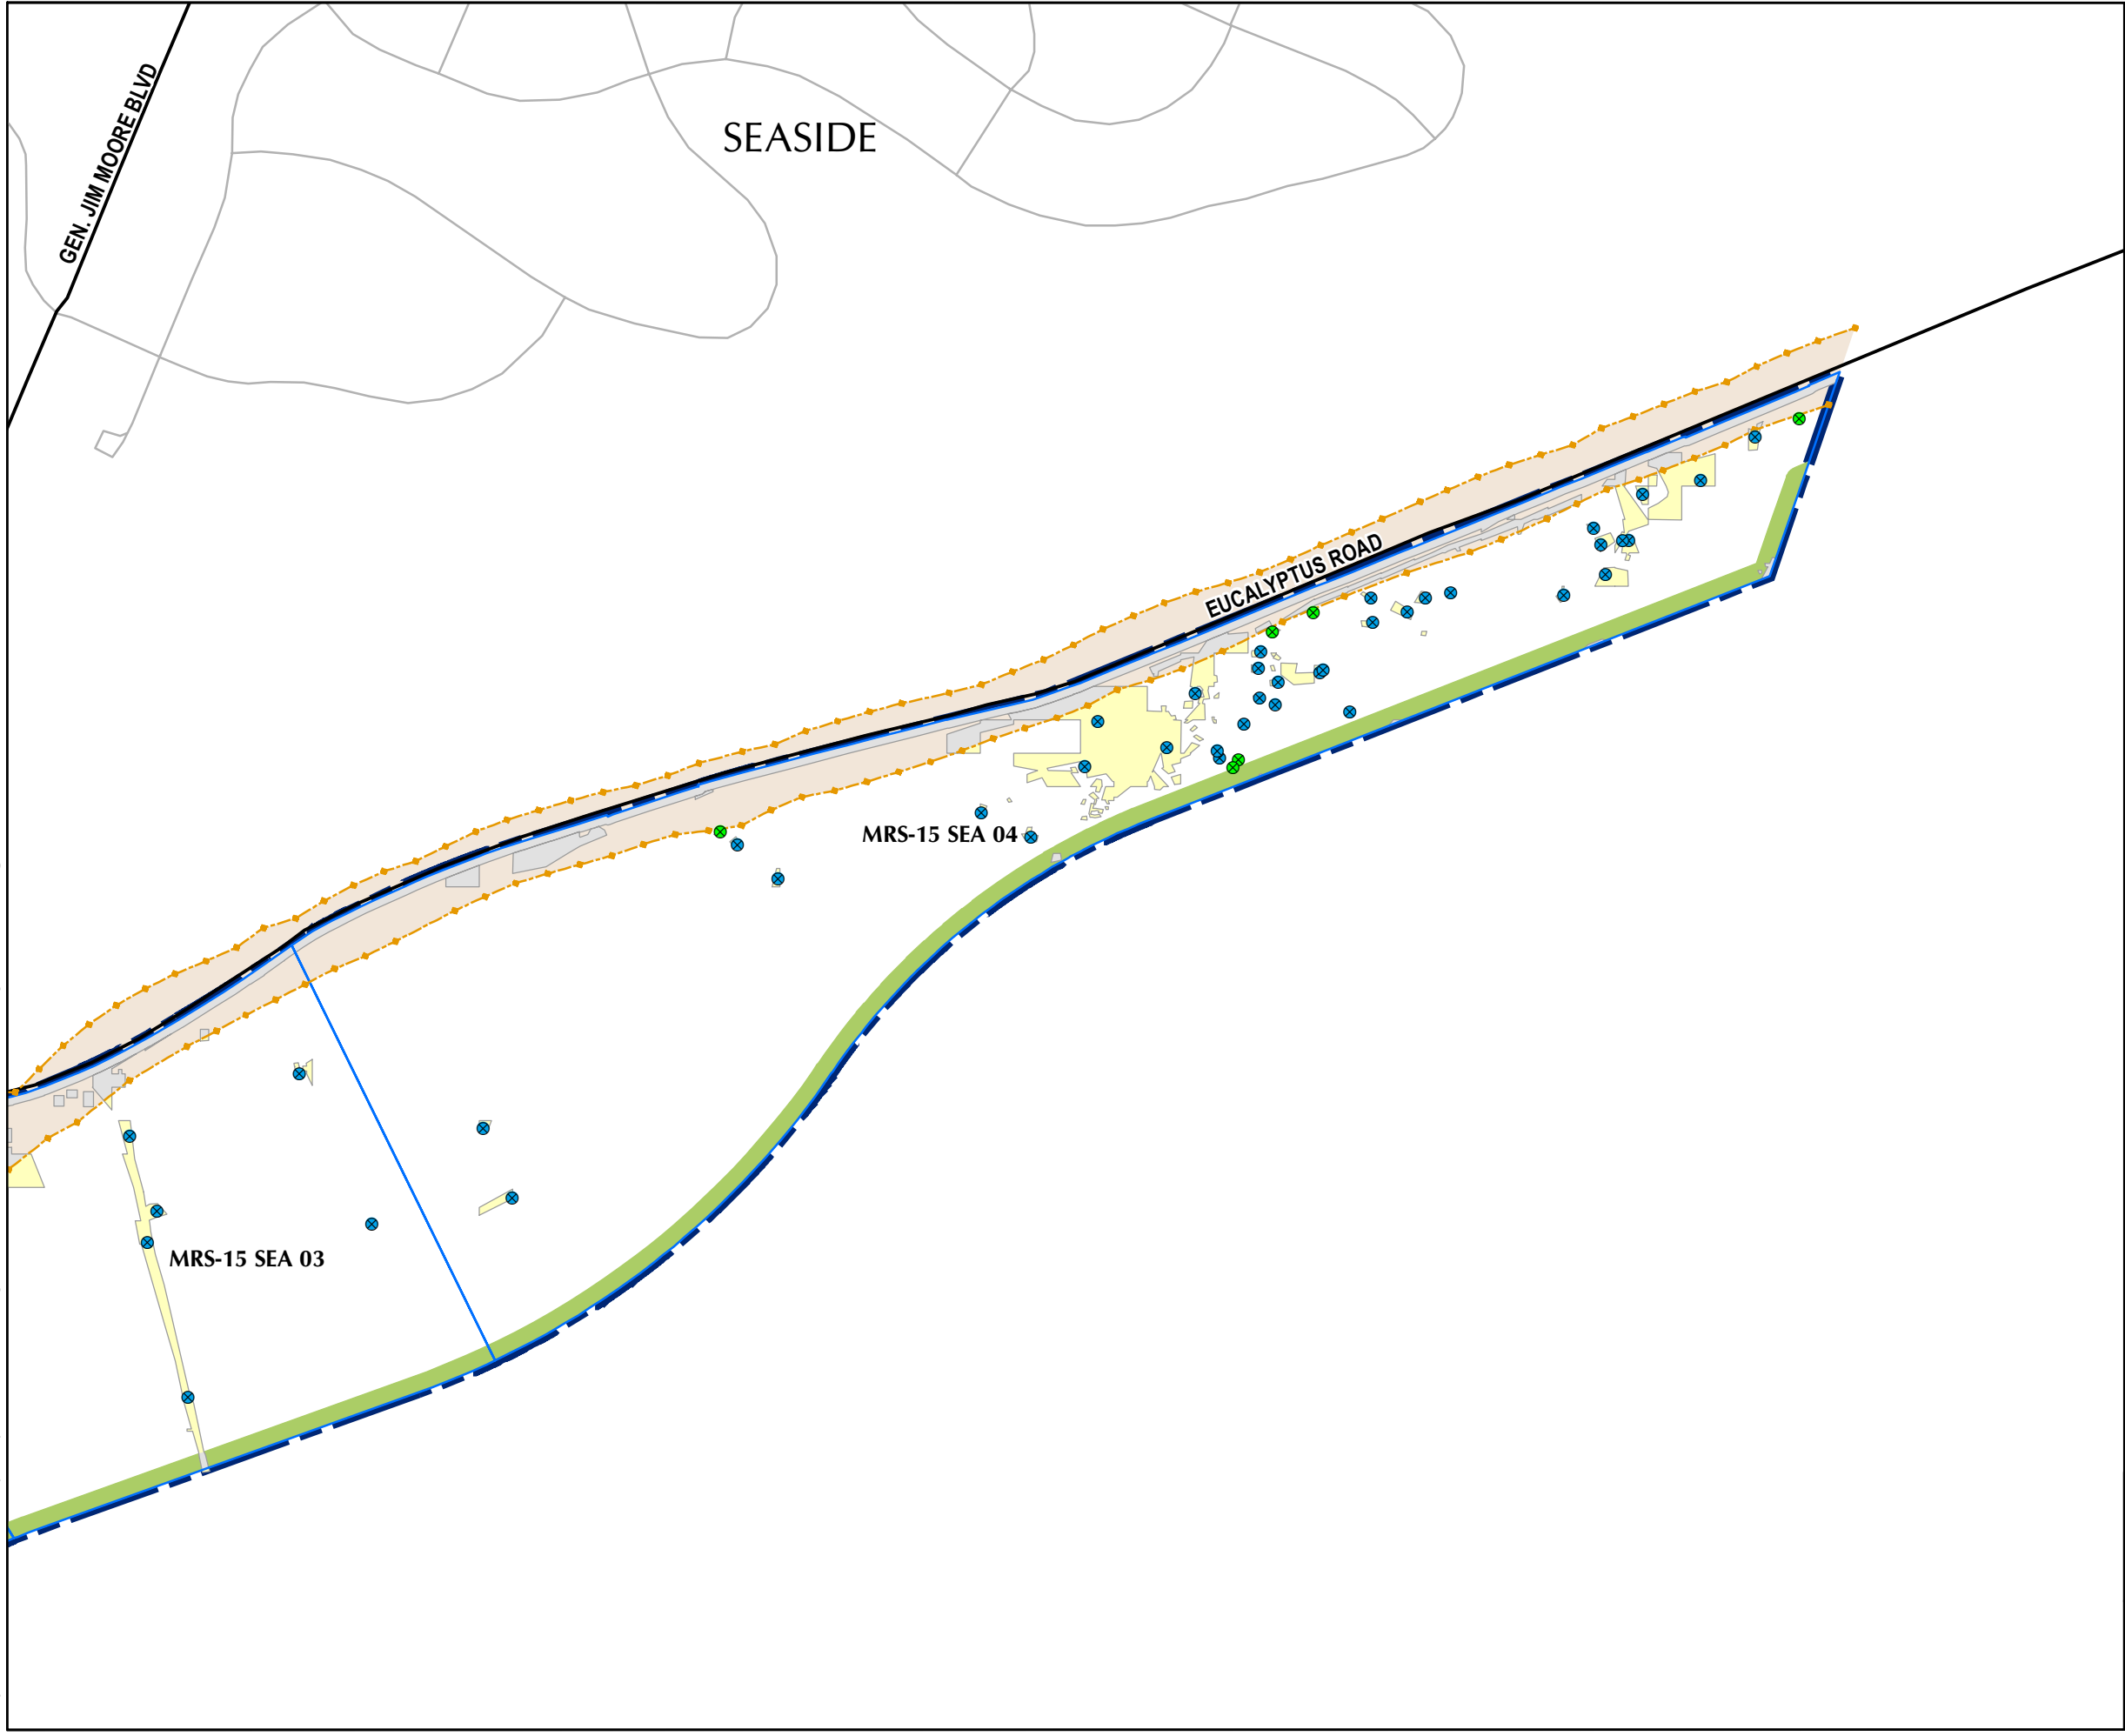 GEN. JIM MOORE BLVD
SEASIDE
EUCALYPTUS ROAD
MRS-15 SEA 04
MRS-15 SEA 03